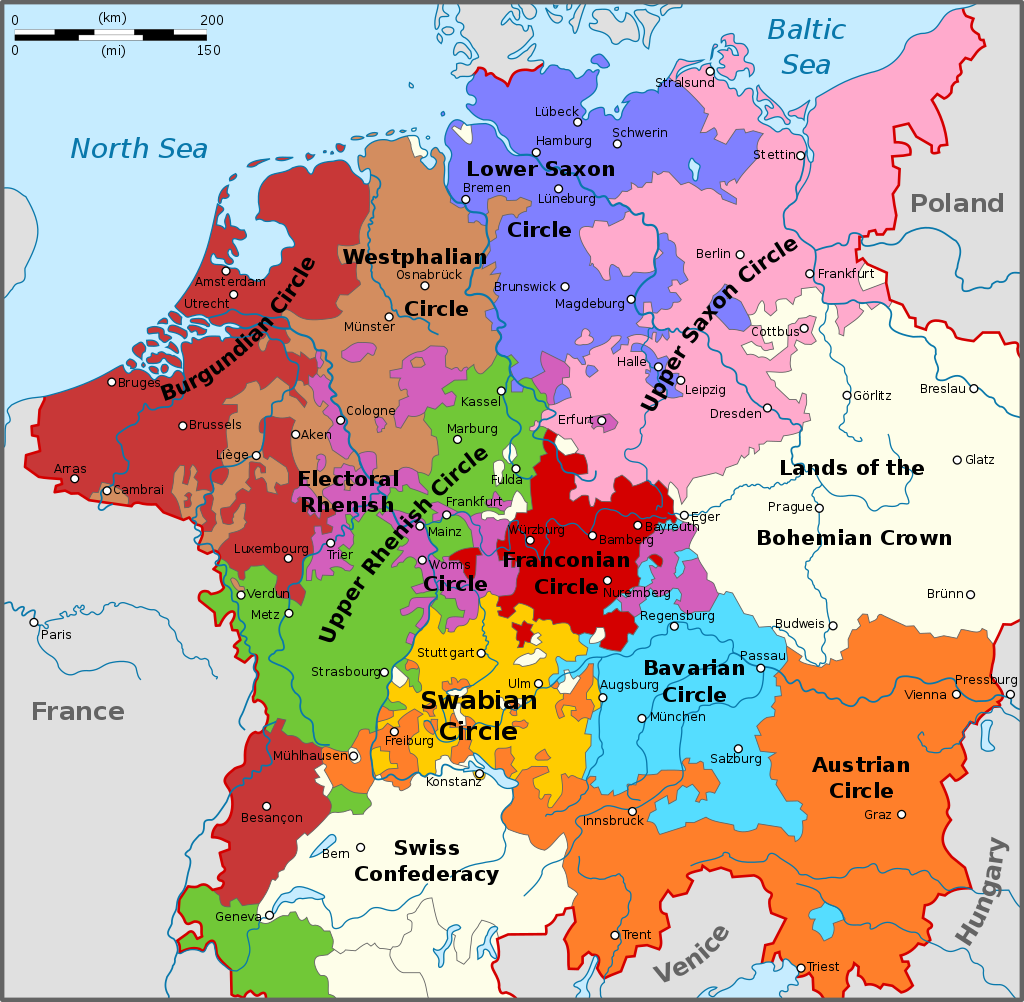 0 (km) 200
0 (mi) 150
Baltic
Sea
North Sea
Stralsund
Lübeck
Hamburg
Schwerin
Lower Saxon
Circle
Stettin
Bremen
Lüneburg
Poland
Westphalian
Circle
Osnabrück
Amsterdam
Utrecht
Burgundian Circle
Münster
Brunswick
Magdeburg
Berlin
Frankfurt
Upper Saxon Circle
Cottbus
Bruges
Brussels
Cologne
Aken
Liège
Kassel
Marburg
Halle
Leipzig
Erfurt
Dresden
Görlitz
Breslau
Arras
Cambrai
Electoral
Rhenish
Circle
Fulda
Frankfurt
Lands of the
Bohemian Crown
Glatz
Prague
Eger
Upper Rhenish Circle
Mainz
Würzburg
Bayreuth
Bamberg
Luxembourg
Trier
Worms
Franconian
Circle
Nuremberg
Verdun
Metz
Paris
Regensburg
Budweis
Brünn
Strasbourg
Stuttgart
Bavarian
Circle
Passau
Ulm
Augsburg
Vienna
Pressburg
France
Swabian
Circle
München
Freiburg
Mühlhausen
Salzburg
Konstanz
Austrian
Circle
Besançon
Innsbruck
Graz
Bern
Swiss
Confederacy
Geneva
Trent
Venice
Triest
Hungary